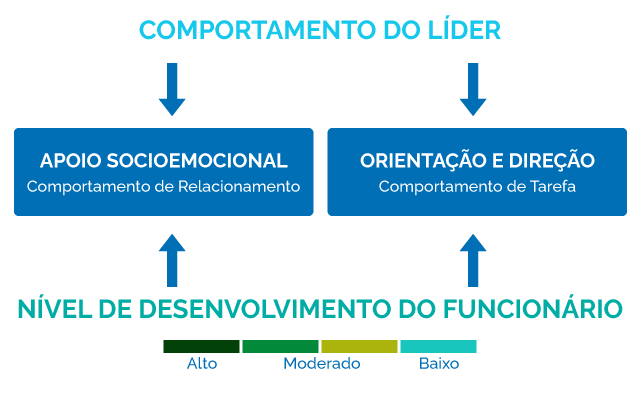 COMPORTAMENTO DO LÍDER
APOIO SOCIOEMOCIONAL
Comportamento de Relacionamento
ORIENTAÇÃO E DIREÇÃO
Comportamento de Tarefa
NÍVEL DE DESENVOLVIMENTO DO FUNCIONÁRIO
Alto Moderado Baixo